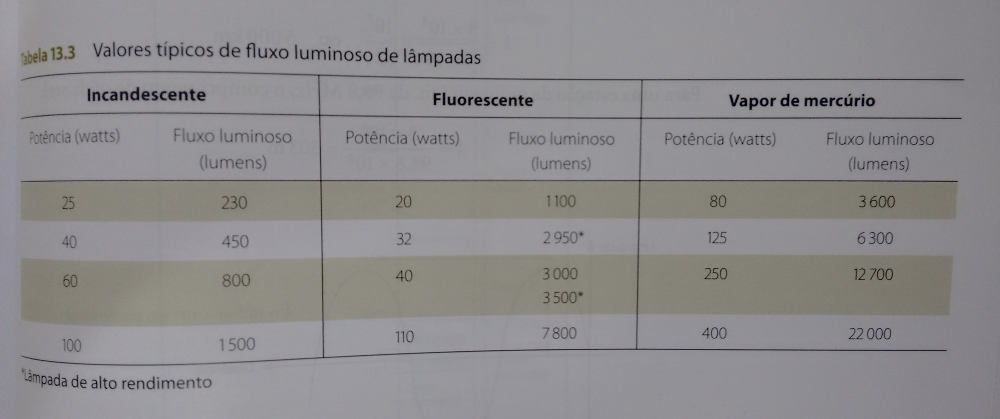 Tabela 13.3 Valores típicos de fluxo luminoso de lâmpadas
Incandescente Fluorescente Vapor de mercúrio
Potência (watts) Fluxo luminoso (lumens) Potência (watts) Fluxo luminoso (lumens) Potência (watts) Fluxo luminoso (lumens)
25 230 20 1 100 80 3 600
40 450 32 2 950* 125 6 300
60 800 40 3 000 250 12 700
3 500*
100 1 500 110 7 800 400 22 000
*Lâmpada de alto rendimento